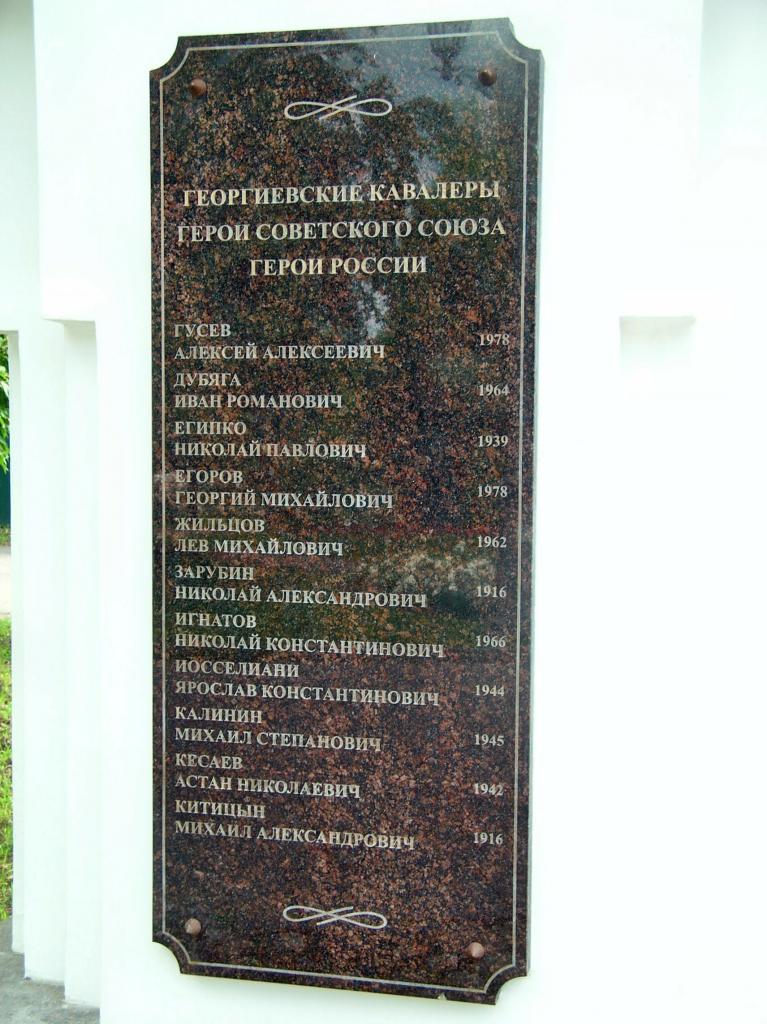 ГЕОРГИЕВСКИЕ КАВАЛЕРЫ
ГЕРОИ СОВЕТСКОГО СОЮЗА
ГЕРОИ РОССИИ
ГУСЕВ
АЛЕКСЕЙ АЛЕКСЕЕВИЧ 1978
ДУБЯГА
ИВАН РОМАНОВИЧ 1964
ЕГИПКО
НИКОЛАЙ ПАВЛОВИЧ 1939
ЕГОРОВ
ГЕОРГИЙ МИХАЙЛОВИЧ 1978
ЖИЛЬЦОВ
ЛЕВ МИХАЙЛОВИЧ 1962
ЗАРУБИН
НИКОЛАЙ АЛЕКСАНДРОВИЧ 1916
ИГНАТОВ
НИКОЛАЙ КОНСТАНТИНОВИЧ 1966
ИОССЕЛИАНИ
ЯРОСЛАВ КОНСТАНТИНОВИЧ 1944
КАЛИНИН
МИХАИЛ СТЕПАНОВИЧ 1945
КЕСАЕВ
АСТАН НИКОЛАЕВИЧ 1942
КИТИЦЫН
МИХАИЛ АЛЕКСАНДРОВИЧ 1916